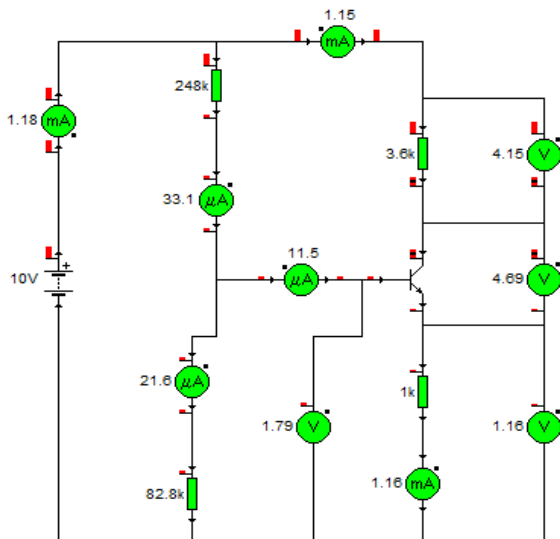 1.15
mA
248k
1.18 mA
3.6k
4.15 V
33.1 µA
11.5
10V
+
µA
4.69 V
21.6 µA
1k
1.79 V
1.16 V
82.8k
1.16 mA